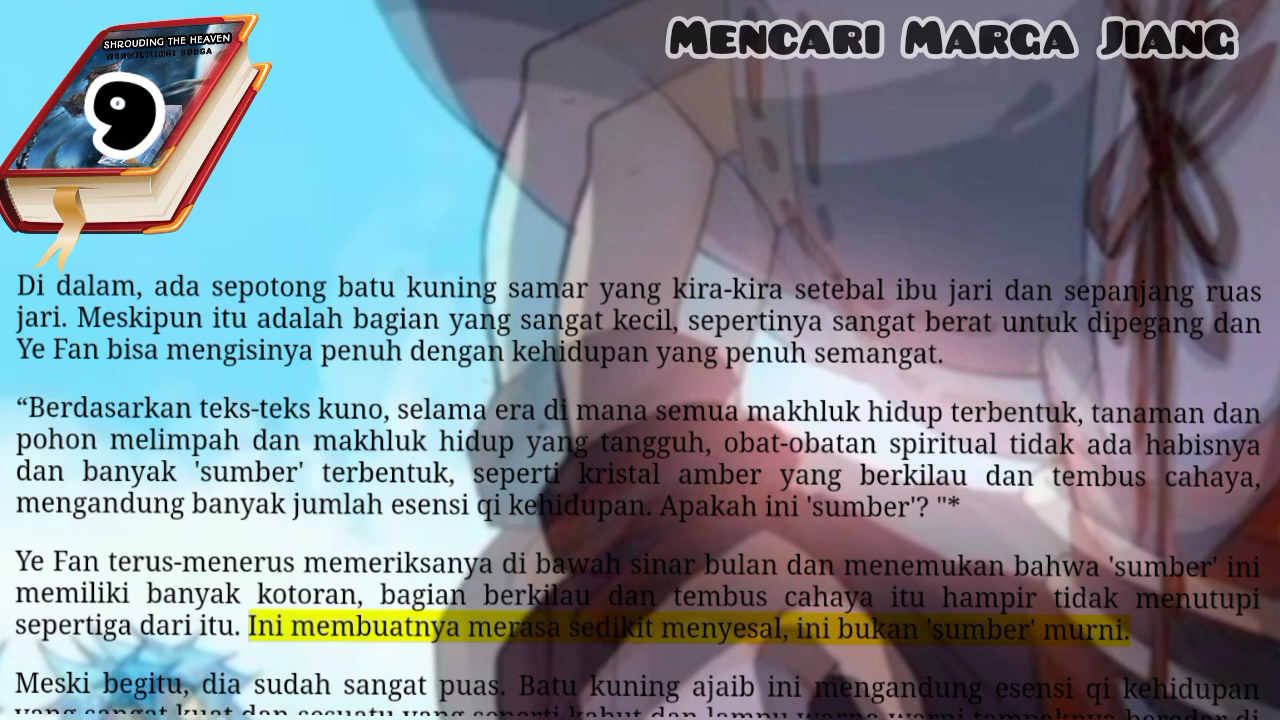 MENCARI MARGA JIANG
SHROUDING THE HEAVEN
9
Di dalam, ada sepotong batu kuning samar yang kira-kira setebal ibu jari dan sepanjang ruas
jari. Meskipun itu adalah bagian yang sangat kecil, sepertinya sangat berat untuk dipegang dan
Ye Fan bisa mengisinya penuh dengan kehidupan yang penuh semangat.
“Berdasarkan teks-teks kuno, selama era di mana semua makhluk hidup terbentuk, tanaman dan
pohon melimpah dan makhluk hidup yang tangguh, obat-obatan spiritual tidak ada habisnya
dan banyak 'sumber' terbentuk, seperti kristal amber yang berkilau dan tembus cahaya,
mengandung banyak jumlah esensi qi kehidupan. Apakah ini 'sumber'? "*
Ye Fan terus-menerus memeriksanya di bawah sinar bulan dan menemukan bahwa 'sumber' ini
memiliki banyak kotoran, bagian berkilau dan tembus cahaya itu hampir tidak menutupi
sepertiga dari itu. Ini membuatnya merasa sedikit menyesal, ini bukan 'sumber' murni.
Meski begitu, dia sudah sangat puas. Batu kuning ajaib ini mengandung esensi qi kehidupan